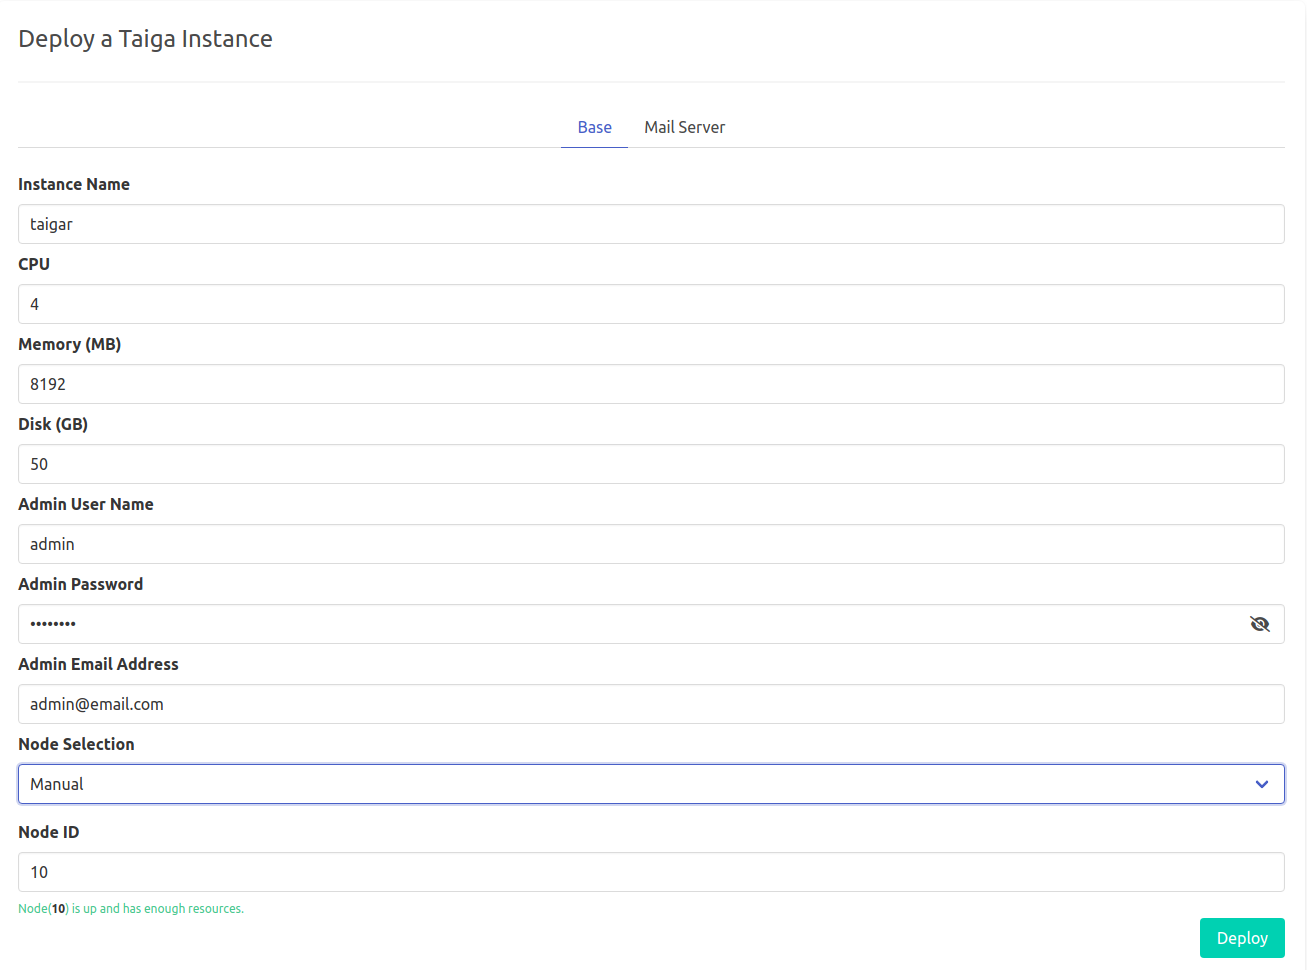 Deploy a Taiga Instance
Base Mail Server
Instance Name
taigar
CPU
4
Memory (MB)
8192
Disk (GB)
50
Admin User Name
admin
Admin Password
••••••••
Admin Email Address
admin@email.com
Node Selection
Manual
Node ID
10
Node(10) is up and has enough resources.
Deploy